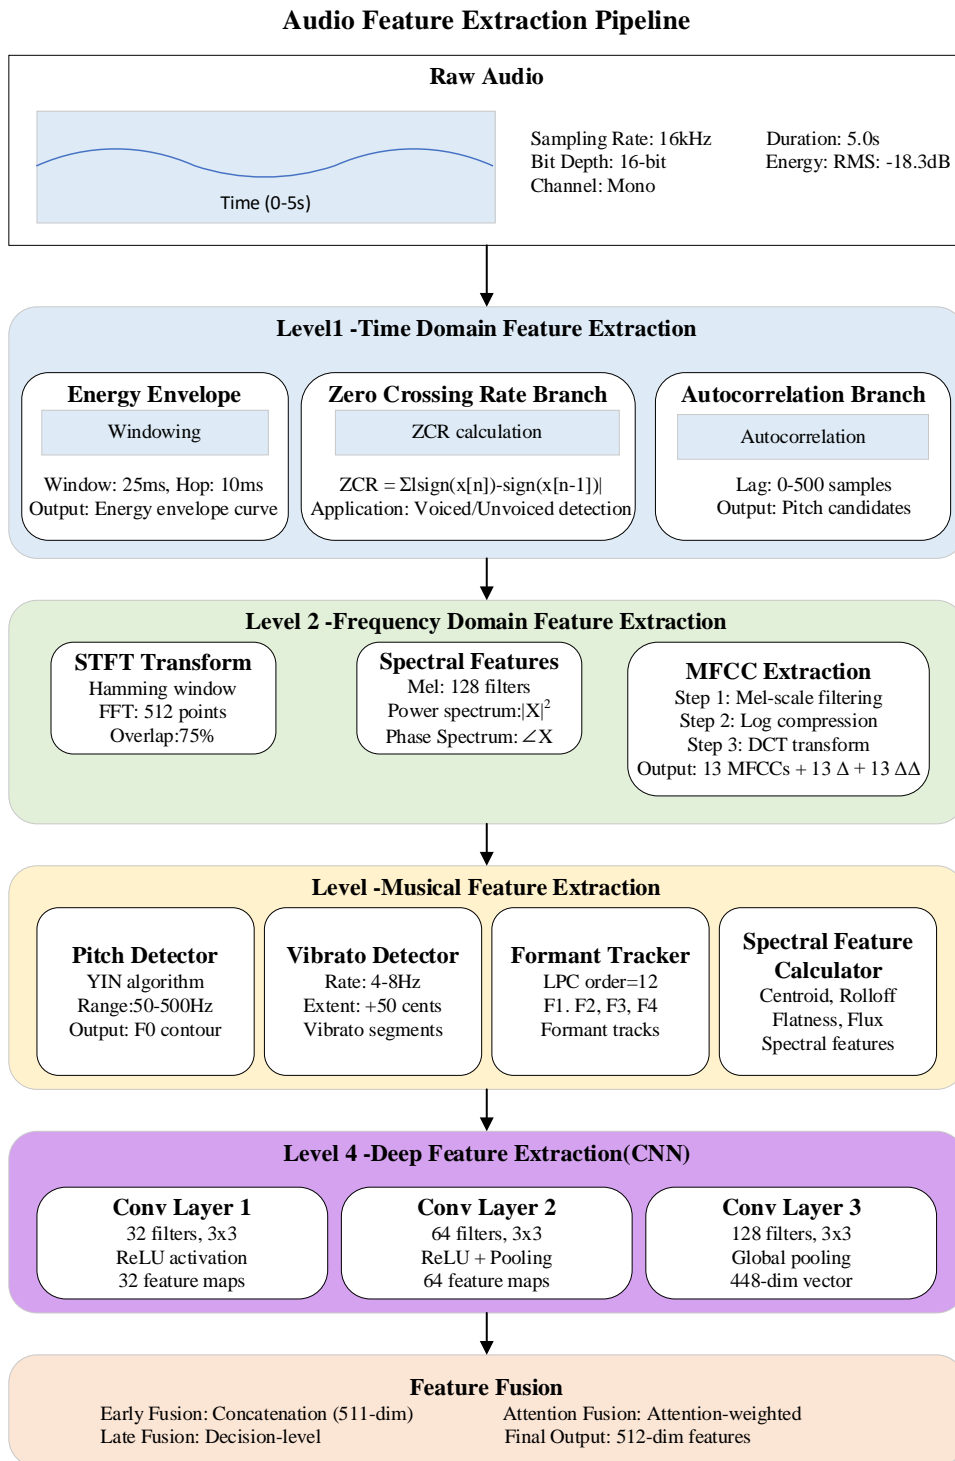 Audio Feature Extraction Pipeline
Raw Audio
Time (0-5s)
Sampling Rate: 16kHz
Bit Depth: 16-bit
Channel: Mono
Duration: 5.0s
Energy: RMS: -18.3dB
Level1 -Time Domain Feature Extraction
Energy Envelope
Windowing
Window: 25ms, Hop: 10ms
Output: Energy envelope curve
Zero Crossing Rate Branch
ZCR calculation
ZCR = Σlsign(x[n])-sign(x[n-1])|
Application: Voiced/Unvoiced detection
Autocorrelation Branch
Autocorrelation
Lag: 0-500 samples
Output: Pitch candidates
Level 2 -Frequency Domain Feature Extraction
STFT Transform
Hamming window
FFT: 512 points
Overlap:75%
Spectral Features
Mel: 128 filters
Power spectrum:|X|²
Phase Spectrum: ∠X
MFCC Extraction
Step 1: Mel-scale filtering
Step 2: Log compression
Step 3: DCT transform
Output: 13 MFCCs + 13 Δ + 13 ΔΔ
Level -Musical Feature Extraction
Pitch Detector
YIN algorithm
Range:50-500Hz
Output: F0 contour
Vibrato Detector
Rate: 4-8Hz
Extent: +50 cents
Vibrato segments
Formant Tracker
LPC order=12
F1. F2, F3, F4
Formant tracks
Spectral Feature
Calculator
Centroid, Rolloff
Flatness, Flux
Spectral features
Level 4 -Deep Feature Extraction(CNN)
Conv Layer 1
32 filters, 3x3
ReLU activation
32 feature maps
Conv Layer 2
64 filters, 3x3
ReLU + Pooling
64 feature maps
Conv Layer 3
128 filters, 3x3
Global pooling
448-dim vector
Feature Fusion
Early Fusion: Concatenation (511-dim)
Late Fusion: Decision-level
Attention Fusion: Attention-weighted
Final Output: 512-dim features